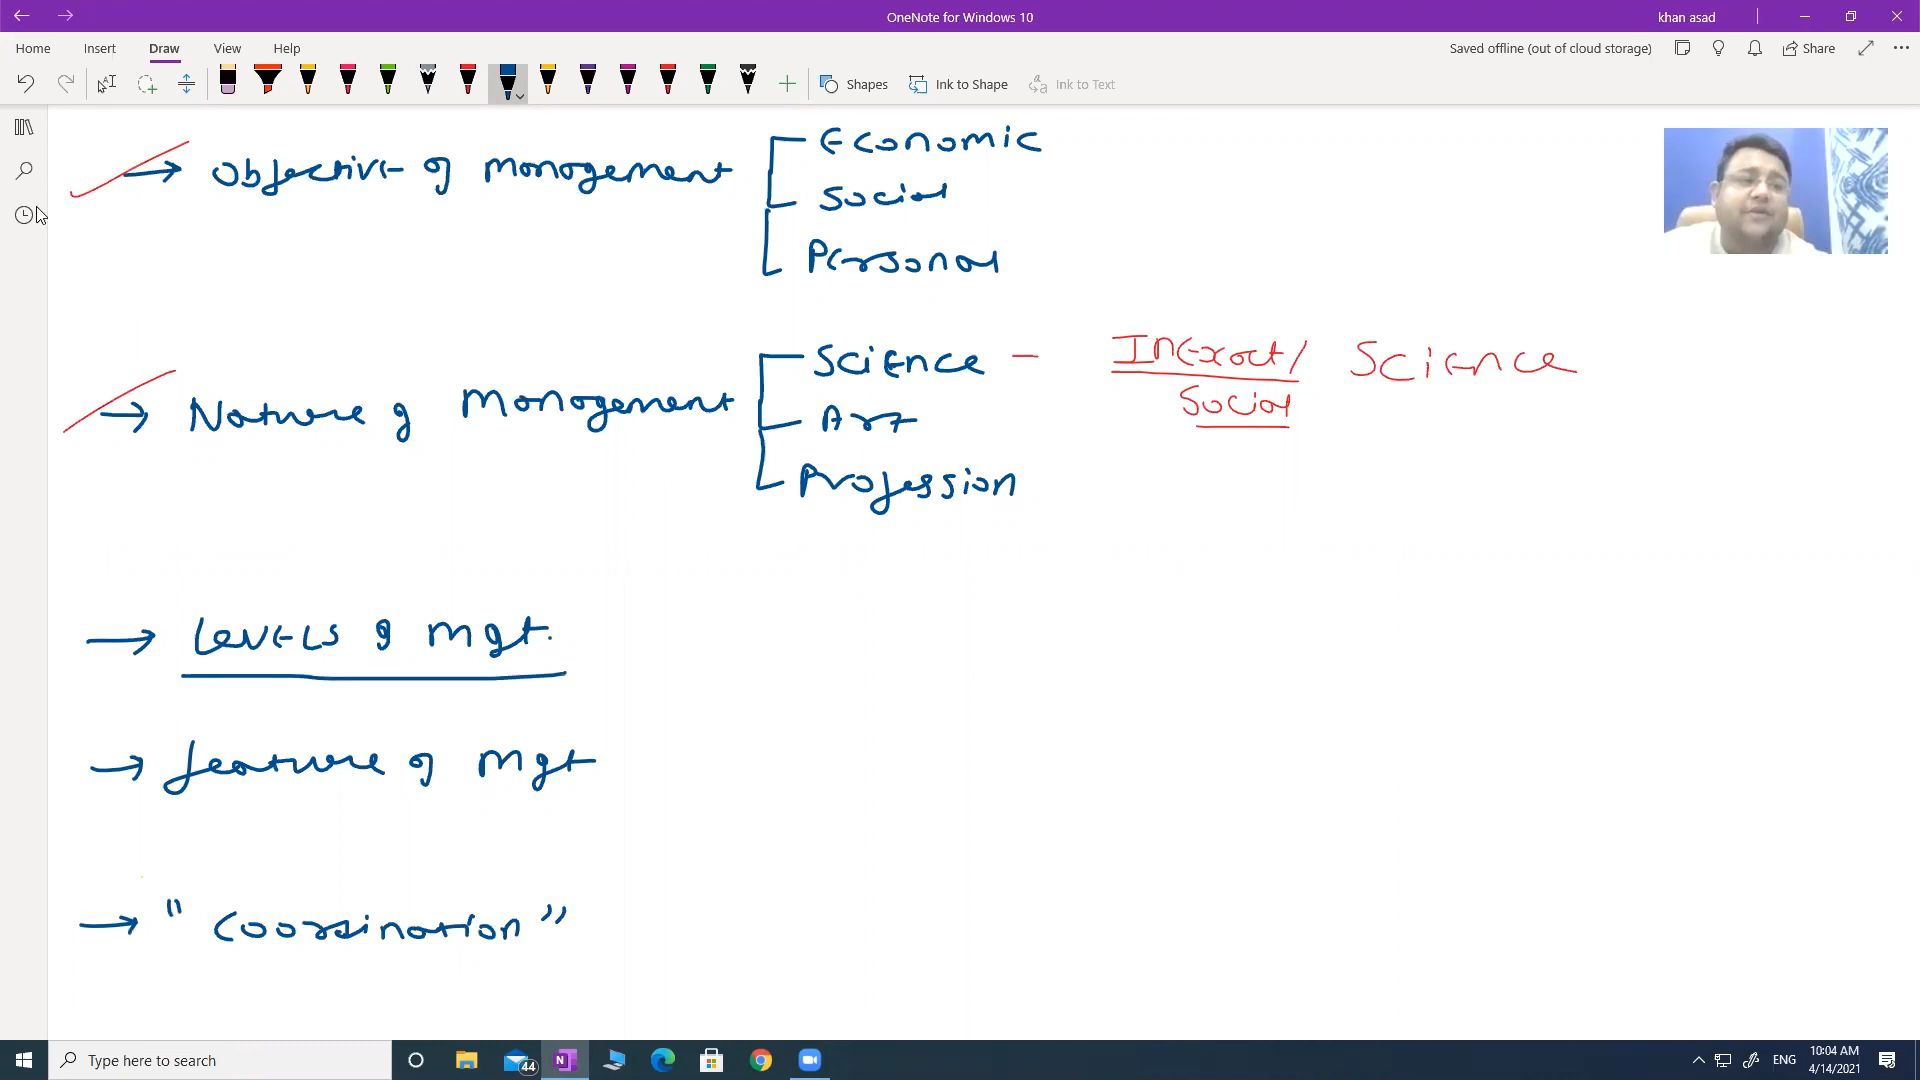 OneNote for Windows 10
khan asad
Home Insert Draw View Help
Saved offline (out of cloud storage) Share
Shapes Ink to Shape Ink to Text
→ Objective of management
Economic
Social
Personal
→ Nature of management
Science – Inexact/ Science
Social
Art
Profession
→ Levels of mgt.
→ feature of mgt
→ "Coordination"
Type here to search
44
ENG
10:04 AM
4/14/2021